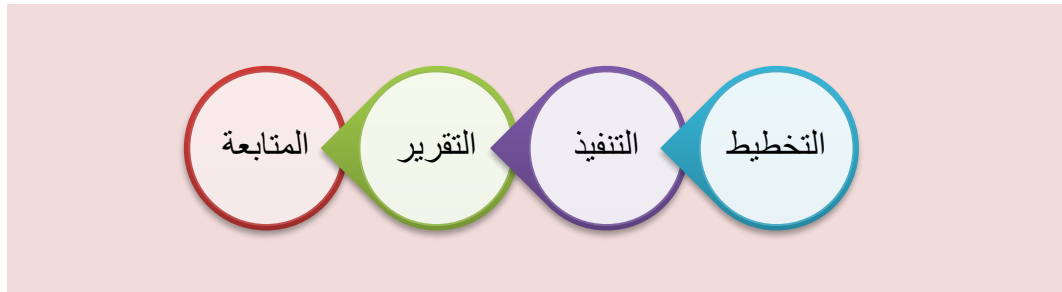 التخطيط
التنفيذ
التقرير
المتابعة